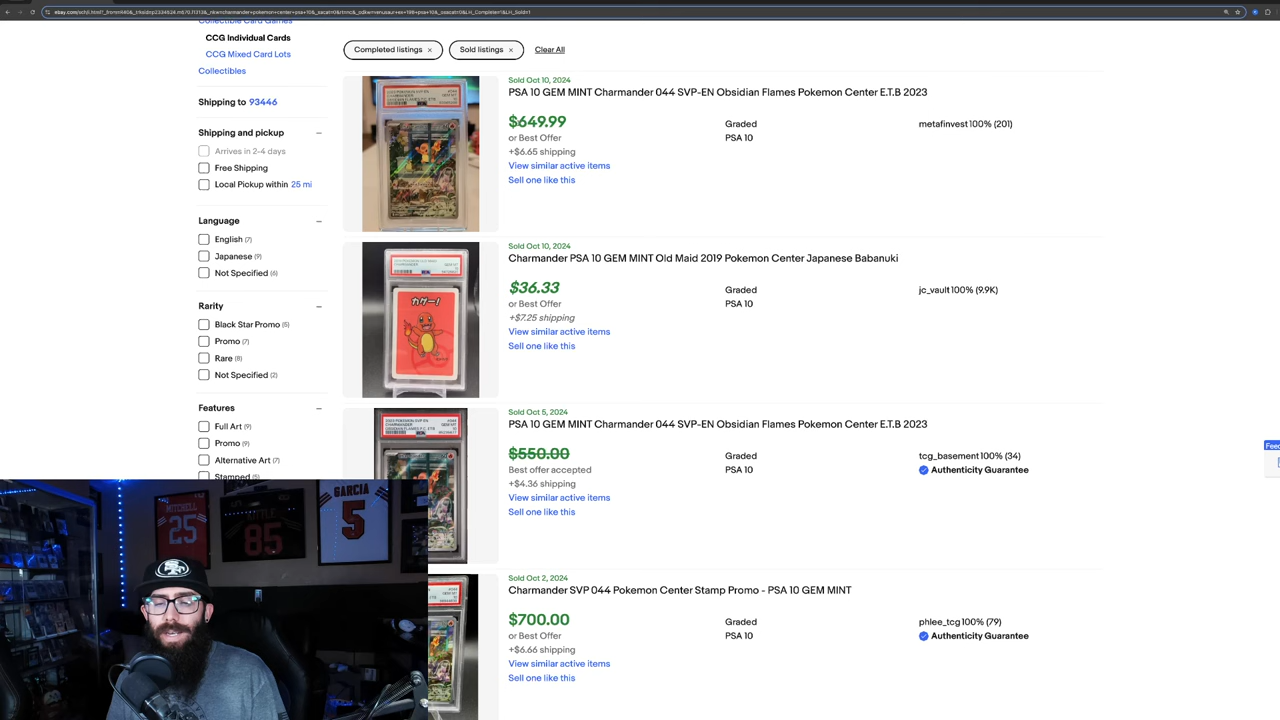 Collectible Card Games
CCG Individual Cards
CCG Mixed Card Lots
Collectibles
Shipping to 93446
Shipping and pickup
Arrives in 2-4 days
Free Shipping
Local Pickup within 25 mi
Language
English (7)
Japanese (9)
Not Specified (6)
Rarity
Black Star Promo (5)
Promo (7)
Rare (8)
Not Specified (2)
Features
Full Art (9)
Promo (9)
Alternative Art (7)
Stamped (5)
Completed listings ×
Sold listings ×
Clear All
Sold Oct 10, 2024
PSA 10 GEM MINT Charmander 044 SVP-EN Obsidian Flames Pokemon Center E.T.B 2023
$649.99
or Best Offer
+$6.65 shipping
View similar active items
Sell one like this
Graded
PSA 10
metafinvest 100% (201)
Sold Oct 10, 2024
Charmander PSA 10 GEM MINT Old Maid 2019 Pokemon Center Japanese Babanuki
$36.33
or Best Offer
+$7.25 shipping
View similar active items
Sell one like this
Graded
PSA 10
jc_vault 100% (9.9K)
カゲー!
Sold Oct 5, 2024
PSA 10 GEM MINT Charmander 044 SVP-EN Obsidian Flames Pokemon Center E.T.B 2023
$550.00
Best offer accepted
+$4.36 shipping
View similar active items
Sell one like this
Graded
PSA 10
tcg_basement 100% (34)
Authenticity Guarantee
Sold Oct 2, 2024
Charmander SVP 044 Pokemon Center Stamp Promo - PSA 10 GEM MINT
$700.00
or Best Offer
+$6.66 shipping
View similar active items
Sell one like this
Graded
PSA 10
phlee_tcg 100% (79)
Authenticity Guarantee
Feed
25
KITTLE
85
GARCIA
5